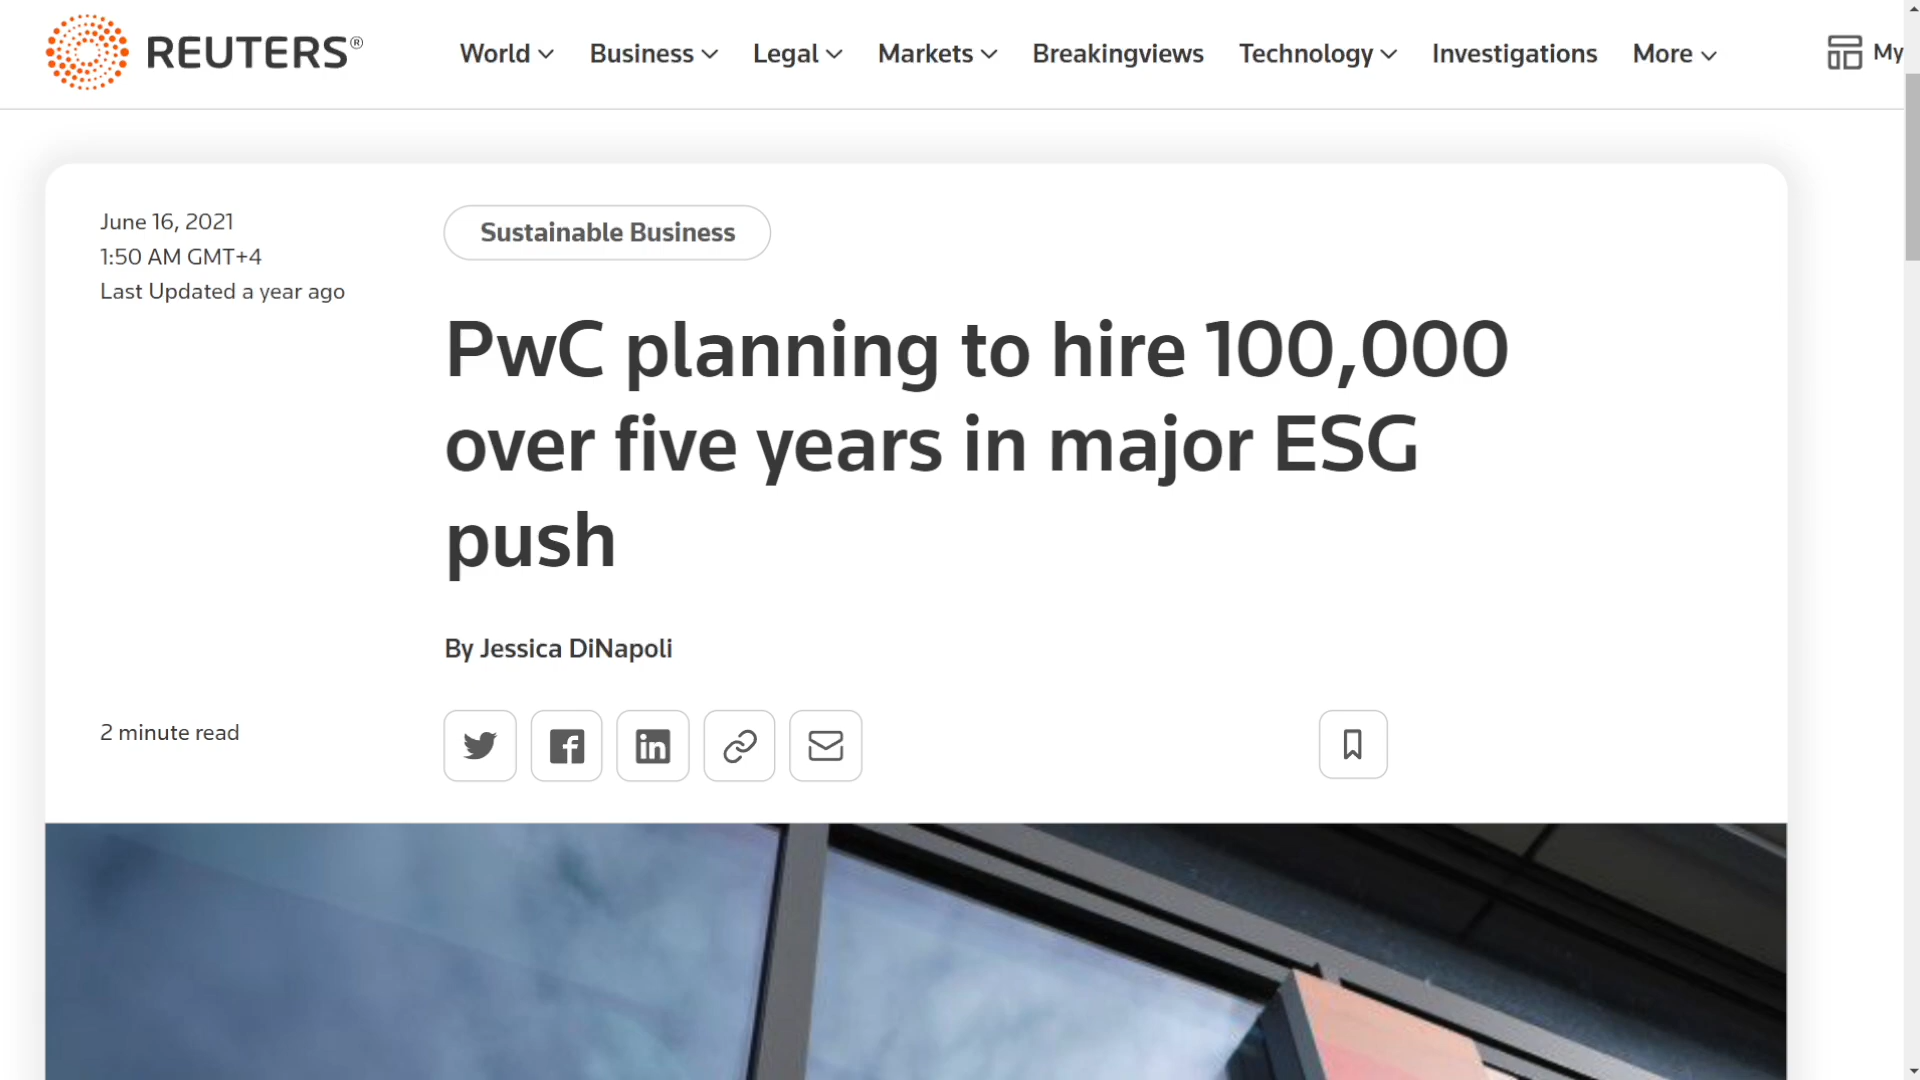 REUTERS®
World
Business
Legal
Markets
Breakingviews
Technology
Investigations
More
My
June 16, 2021
1:50 AM GMT+4
Last Updated a year ago
Sustainable Business
PwC planning to hire 100,000
over five years in major ESG
push
By Jessica DiNapoli
2 minute read